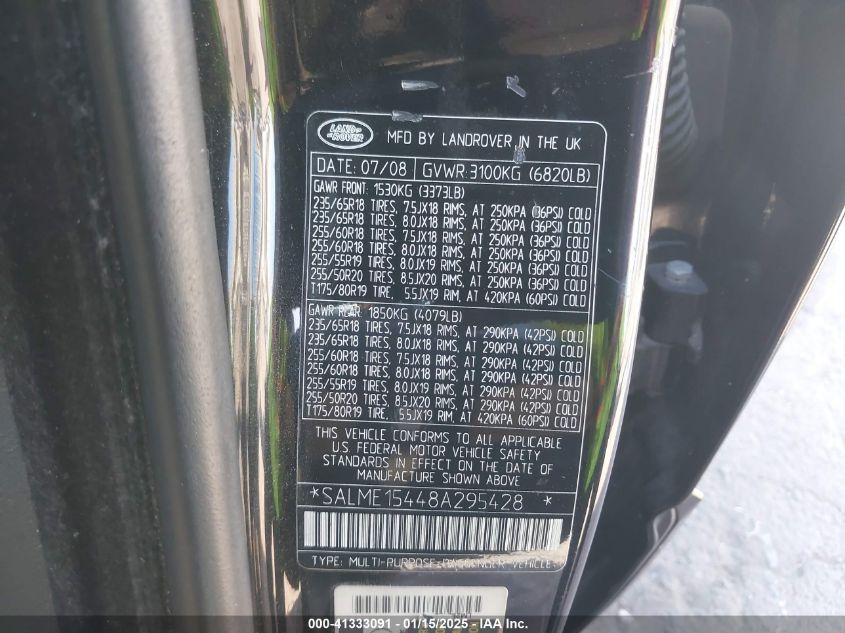 LAND ROVER
MFD BY LANDROVER IN THE UK
DATE: 07/08 GVWR:3100KG (6820LB)
GAWR FRONT: 1530KG (3373LB)
235/65R18 TIRES, 7.5JX18 RIMS, AT 250KPA (36PSI) COLD
235/65R18 TIRES, 8.0JX18 RIMS, AT 250KPA (36PSI) COLD
255/60R18 TIRES, 7.5JX18 RIMS, AT 250KPA (36PSI) COLD
255/60R18 TIRES, 8.0JX18 RIMS, AT 250KPA (36PSI) COLD
255/55R19 TIRES, 8.0JX19 RIMS, AT 250KPA (36PSI) COLD
255/50R20 TIRES, 8.5JX20 RIMS, AT 250KPA (36PSI) COLD
T175/80R19 TIRE, 5.5JX19 RIM, AT 420KPA (60PSI) COLD
GAWR REAR: 1850KG (4079LB)
235/65R18 TIRES, 7.5JX18 RIMS, AT 290KPA (42PSI) COLD
235/65R18 TIRES, 8.0JX18 RIMS, AT 290KPA (42PSI) COLD
255/60R18 TIRES, 7.5JX18 RIMS, AT 290KPA (42PSI) COLD
255/60R18 TIRES, 8.0JX18 RIMS, AT 290KPA (42PSI) COLD
255/55R19 TIRES, 8.0JX19 RIMS, AT 290KPA (42PSI) COLD
255/50R20 TIRES, 8.5JX20 RIMS, AT 290KPA (42PSI) COLD
T175/80R19 TIRE, 5.5JX19 RIM, AT 420KPA (60PSI) COLD
THIS VEHICLE CONFORMS TO ALL APPLICABLE
U.S. FEDERAL MOTOR VEHICLE SAFETY
STANDARDS IN EFFECT ON THE DATE OF
MANUFACTURE SHOWN ABOVE
*SALME15448A295428 *
TYPE: MULTI-PURPOSE PASSENGER VEHICLE
000-41333091 - 01/15/2025 - IAA Inc.